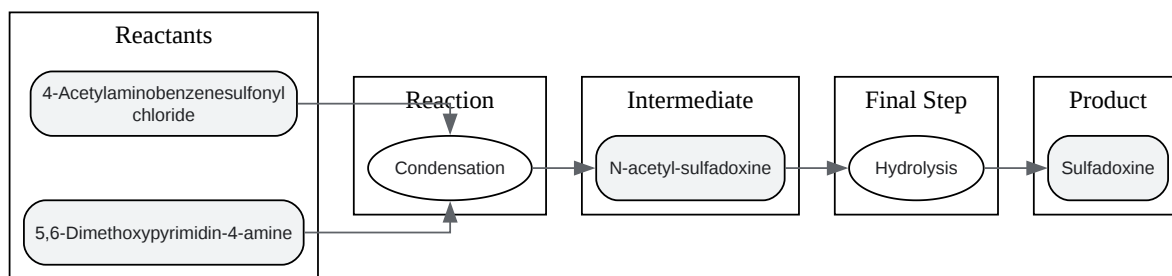 Reactants
4-Acetylaminobenzenesulfonyl
chloride
5,6-Dimethoxypyrimidin-4-amine
Reaction
Condensation
Intermediate
N-acetyl-sulfadoxine
Final Step
Hydrolysis
Product
Sulfadoxine